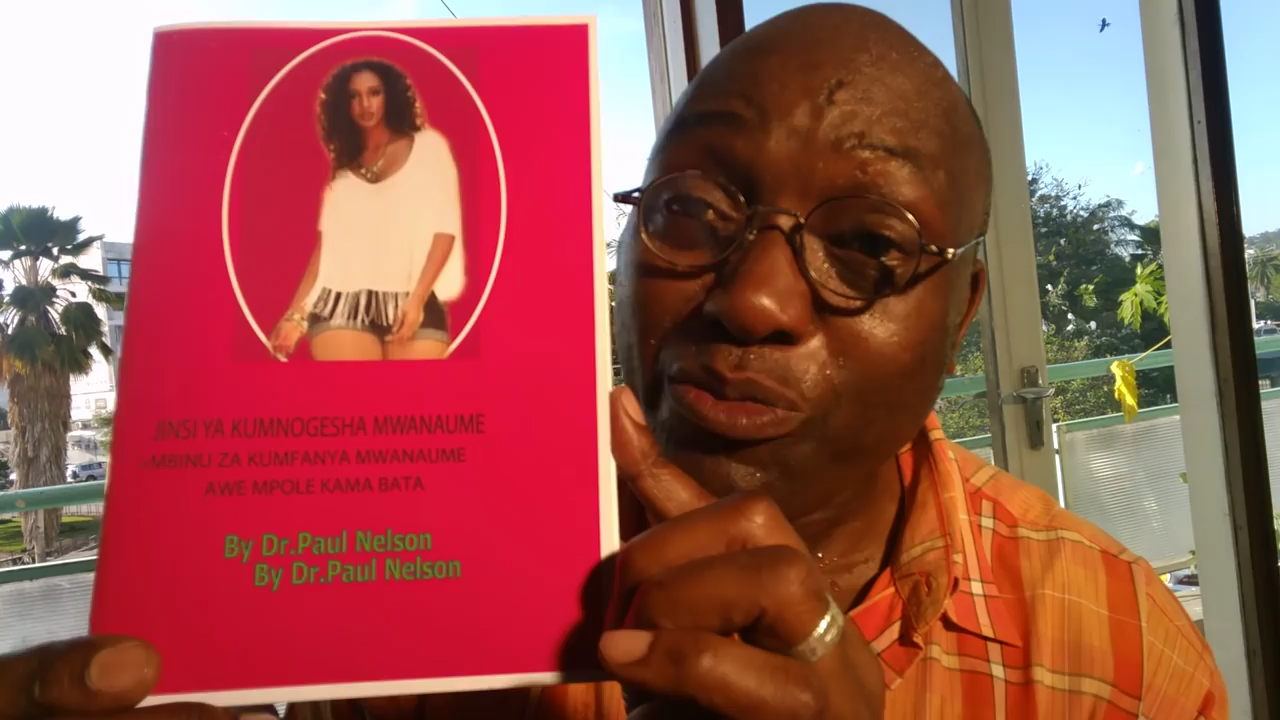 JINSI YA KUMNOGESHA MWANAUME
MBINU ZA KUMFANYA MWANAUME
AWE MPOLE KAMA BATA
By Dr.Paul Nelson
By Dr.Paul Nelson